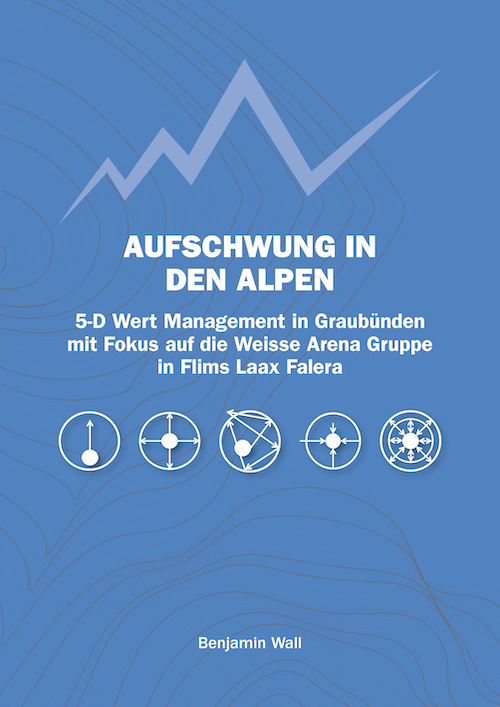 AUFSCHWUNG IN
DEN ALPEN
5-D Wert Management in Graubünden
mit Fokus auf die Weisse Arena Gruppe
in Flims Laax Falera
Benjamin Wall